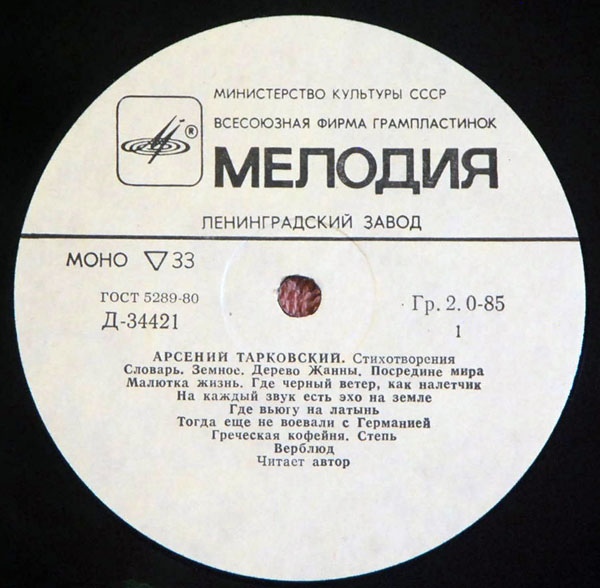 МИНИСТЕРСТВО КУЛЬТУРЫ СССР
ВСЕСОЮЗНАЯ ФИРМА ГРАМПЛАСТИНОК
®
МЕЛОДИЯ
ЛЕНИНГРАДСКИЙ ЗАВОД
МОНО ▽ 33
ГОСТ 5289-80
Д-34421
Гр. 2. 0-85
1
АРСЕНИЙ ТАРКОВСКИЙ. Стихотворения
Словарь. Земное. Дерево Жанны. Посредине мира
Малютка жизнь. Где черный ветер, как налетчик
На каждый звук есть эхо на земле
Где вьюгу на латынь
Тогда еще не воевали с Германией
Греческая кофейня. Степь
Верблюд
Читает автор